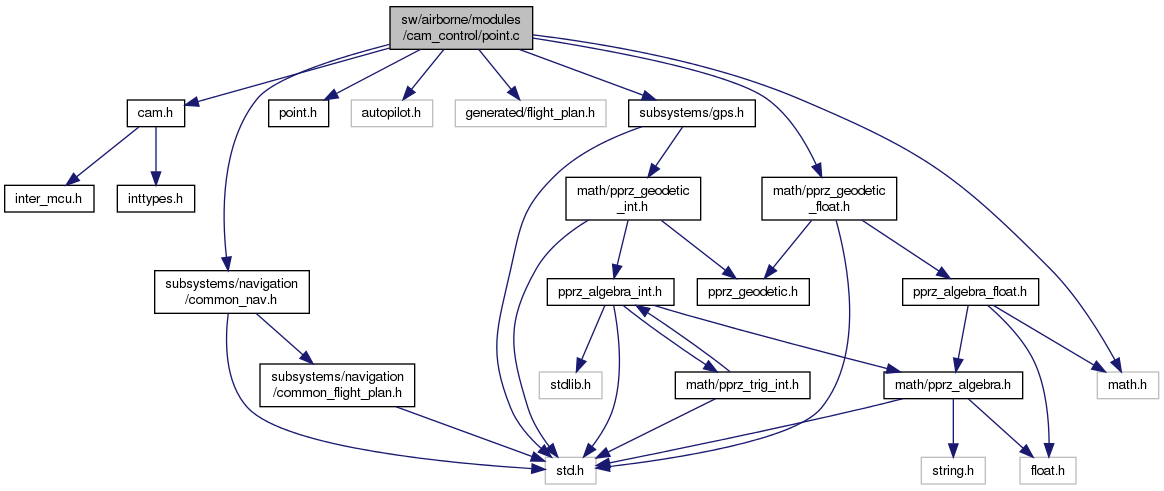 sw/airborne/modules
/cam_control/point.c
cam.h
point.h
autopilot.h
generated/flight_plan.h
subsystems/gps.h
inter_mcu.h
inttypes.h
math/pprz_geodetic
_int.h
math/pprz_geodetic
_float.h
subsystems/navigation
/common_nav.h
pprz_algebra_int.h
pprz_geodetic.h
pprz_algebra_float.h
subsystems/navigation
/common_flight_plan.h
stdlib.h
math/pprz_trig_int.h
math/pprz_algebra.h
math.h
std.h
string.h
float.h